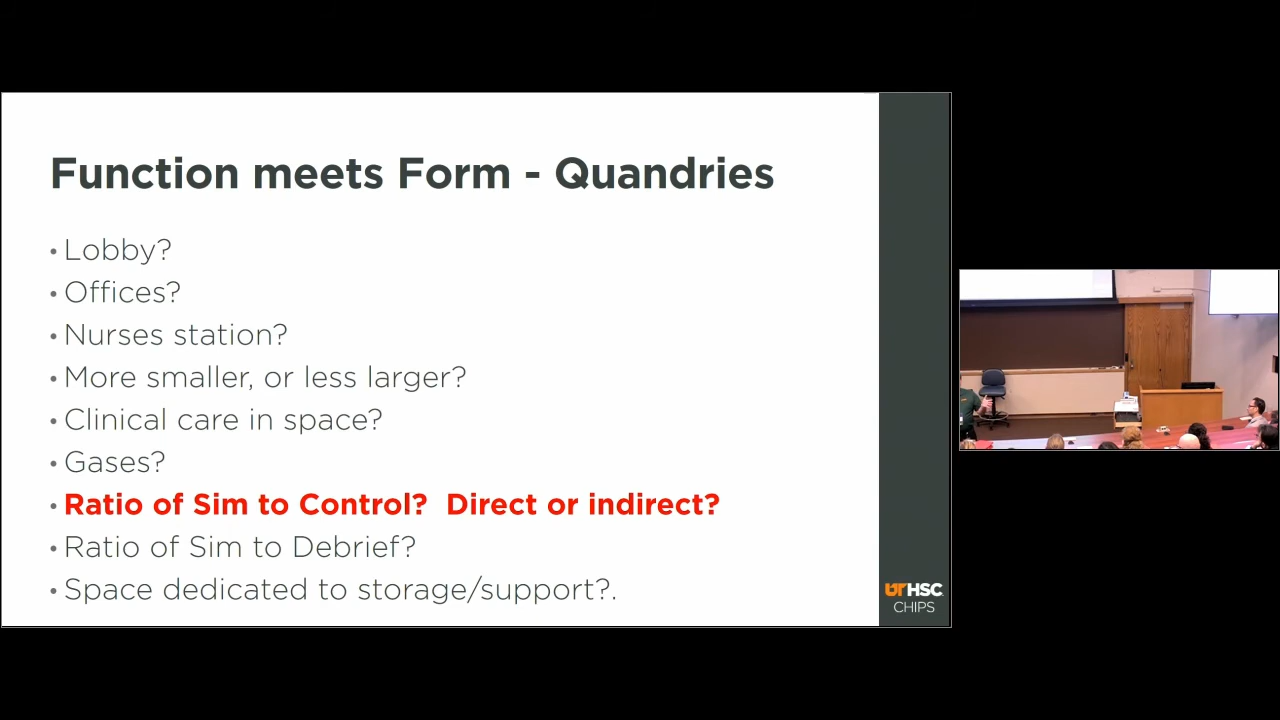 Function meets Form - Quandries
• Lobby?
• Offices?
• Nurses station?
• More smaller, or less larger?
• Clinical care in space?
• Gases?
• Ratio of Sim to Control?  Direct or indirect?
• Ratio of Sim to Debrief?
• Space dedicated to storage/support?.
UTHSC
CHIPS